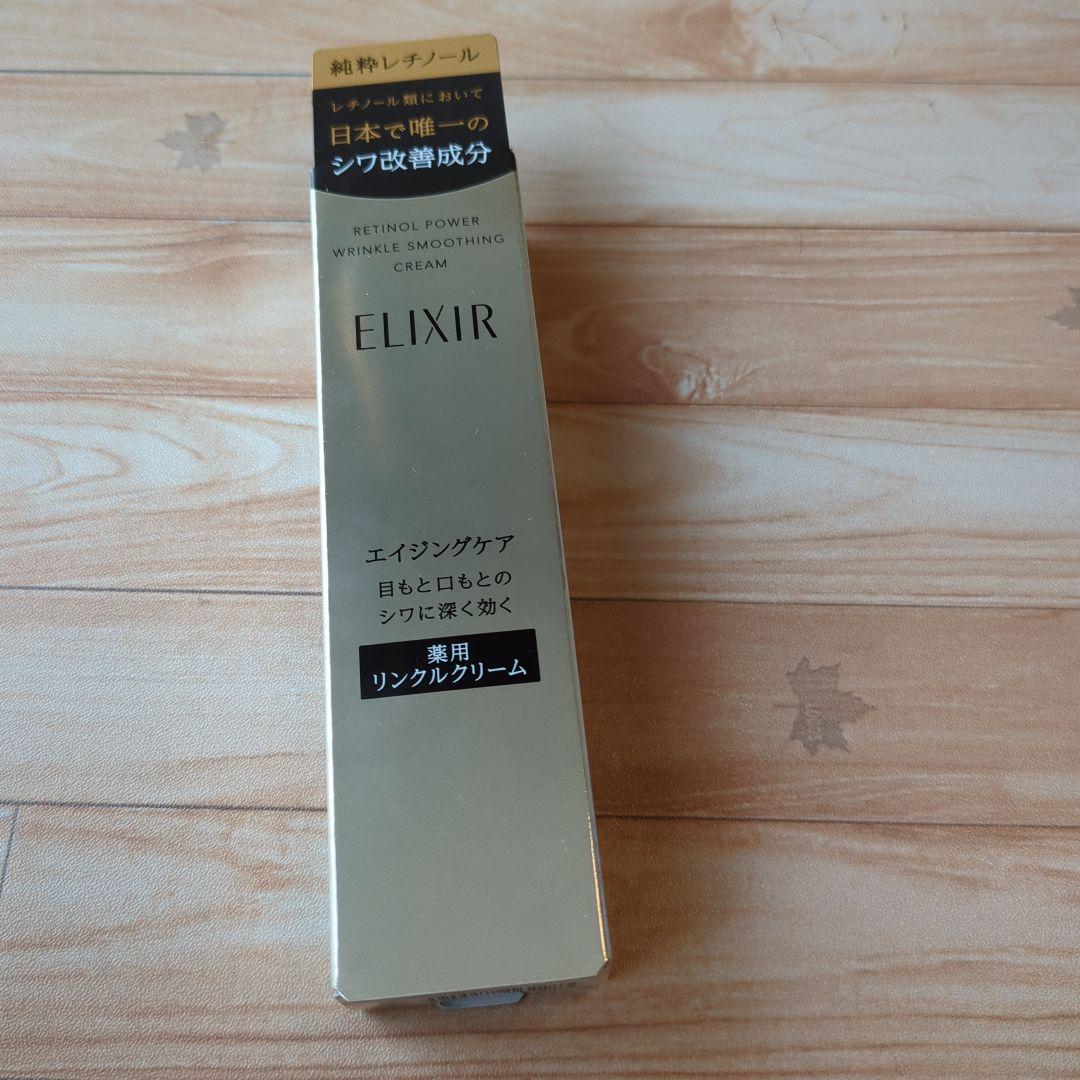 純粋レチノール
レチノール類において
日本で唯一の
シワ改善成分
RETINOL POWER
WRINKLE SMOOTHING
CREAM
ELIXIR
エイジングケア
目もと口もとの
シワに深く効く
薬用
リンクルクリーム